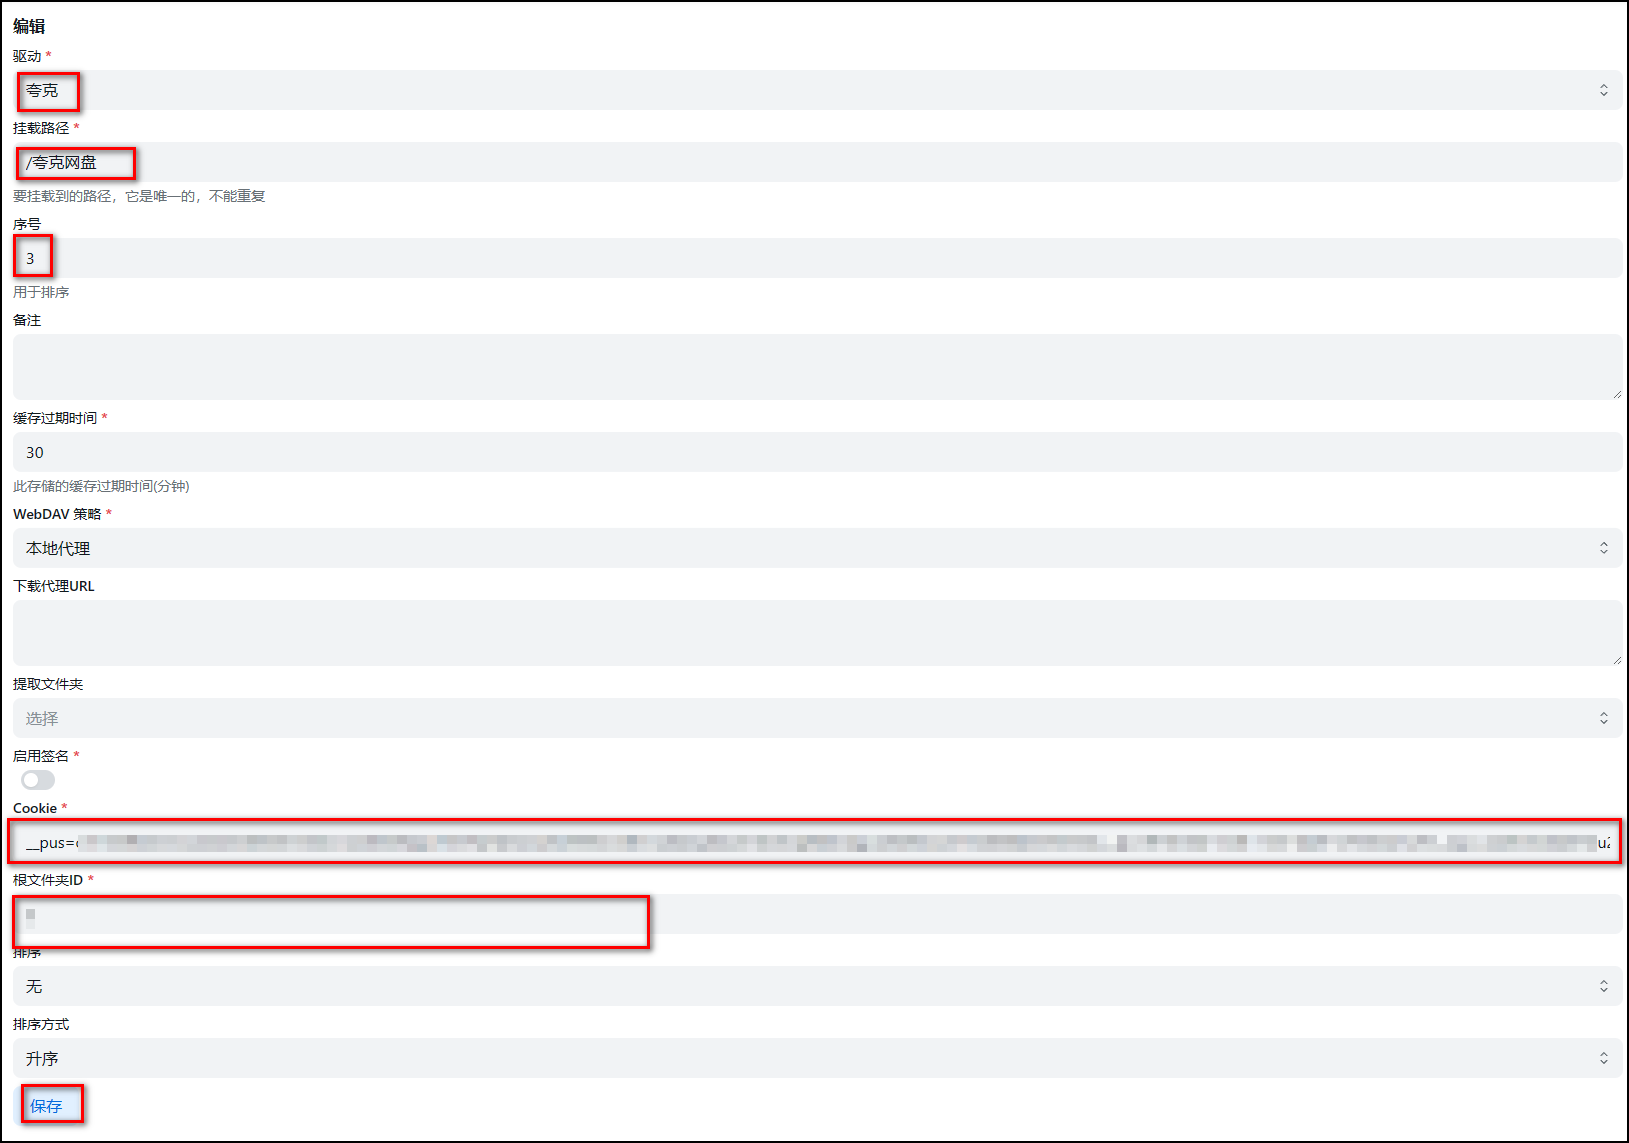 编辑
驱动 *
夸克
挂载路径 *
/夸克网盘
要挂载到的路径，它是唯一的，不能重复
序号
3
用于排序
备注
缓存过期时间 *
30
此存储的缓存过期时间(分钟)
WebDAV 策略 *
本地代理
下载代理URL
提取文件夹
选择
启用签名 *
Cookie *
__pus=
根文件夹ID *
排序
无
排序方式
升序
保存